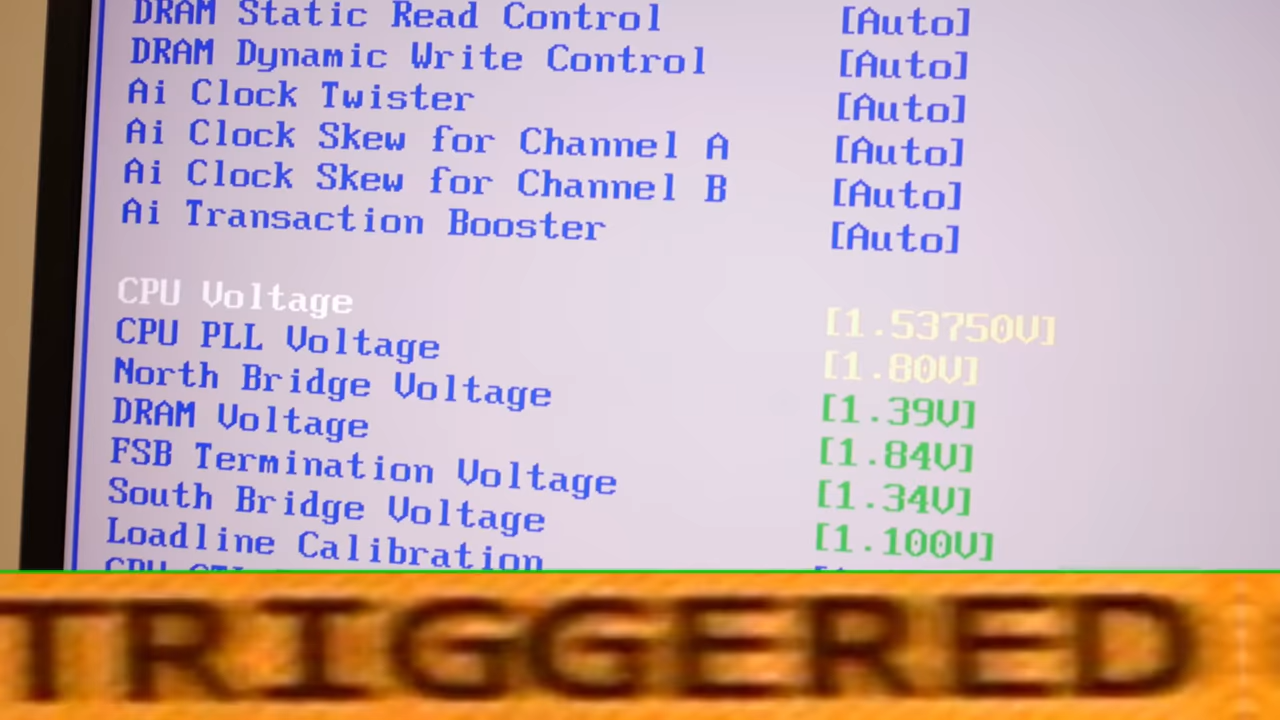 DRAM Static Read Control [Auto]
DRAM Dynamic Write Control [Auto]
Ai Clock Twister [Auto]
Ai Clock Skew for Channel A [Auto]
Ai Clock Skew for Channel B [Auto]
Ai Transaction Booster [Auto]
CPU Voltage [1.53750V]
CPU PLL Voltage [1.80V]
North Bridge Voltage [1.39V]
DRAM Voltage [1.84V]
FSB Termination Voltage [1.34V]
South Bridge Voltage [1.100V]
Loadline Calibration
CPU GTL
TRIGGERED